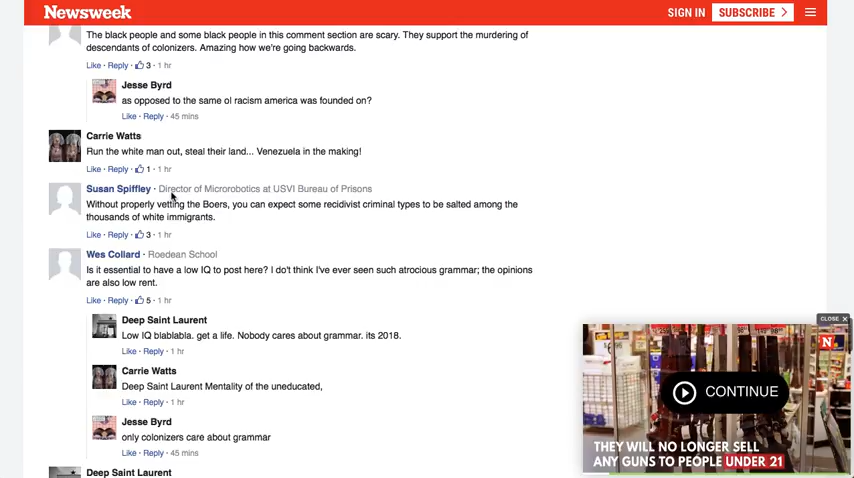 Newsweek
SIGN IN
SUBSCRIBE
The black people and some black people in this comment section are scary. They support the murdering of
descendants of colonizers. Amazing how we're going backwards.
Like · Reply · 3 · 1 hr
Jesse Byrd
as opposed to the same ol racism america was founded on?
Like · Reply · 45 mins
Carrie Watts
Run the white man out, steal their land... Venezuela in the making!
Like · Reply · 1 · 1 hr
Susan Spiffley · Director of Microrobotics at USVI Bureau of Prisons
Without properly vetting the Boers, you can expect some recidivist criminal types to be salted among the
thousands of white immigrants.
Like · Reply · 3 · 1 hr
Wes Collard · Roedean School
Is it essential to have a low IQ to post here? I don't think I've ever seen such atrocious grammar; the opinions
are also low rent.
Like · Reply · 5 · 1 hr
Deep Saint Laurent
Low IQ blablabla. get a life. Nobody cares about grammar. its 2018.
Like · Reply · 1 hr
Carrie Watts
Deep Saint Laurent Mentality of the uneducated,
Like · Reply · 1 hr
Jesse Byrd
only colonizers care about grammar
Like · Reply · 45 mins
Deep Saint Laurent
CLOSE X
N
CONTINUE
THEY WILL NO LONGER SELL
ANY GUNS TO PEOPLE UNDER 21